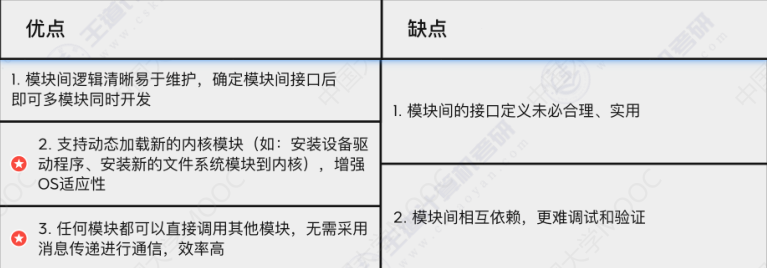 优点
缺点
1. 模块间逻辑清晰易于维护，确定模块间接口后
即可多模块同时开发
2. 支持动态加载新的内核模块（如：安装设备驱
动程序、安装新的文件系统模块到内核），增强
OS适应性
3. 任何模块都可以直接调用其他模块，无需采用
消息传递进行通信，效率高
1. 模块间的接口定义未必合理、实用
2. 模块间相互依赖，更难调试和验证